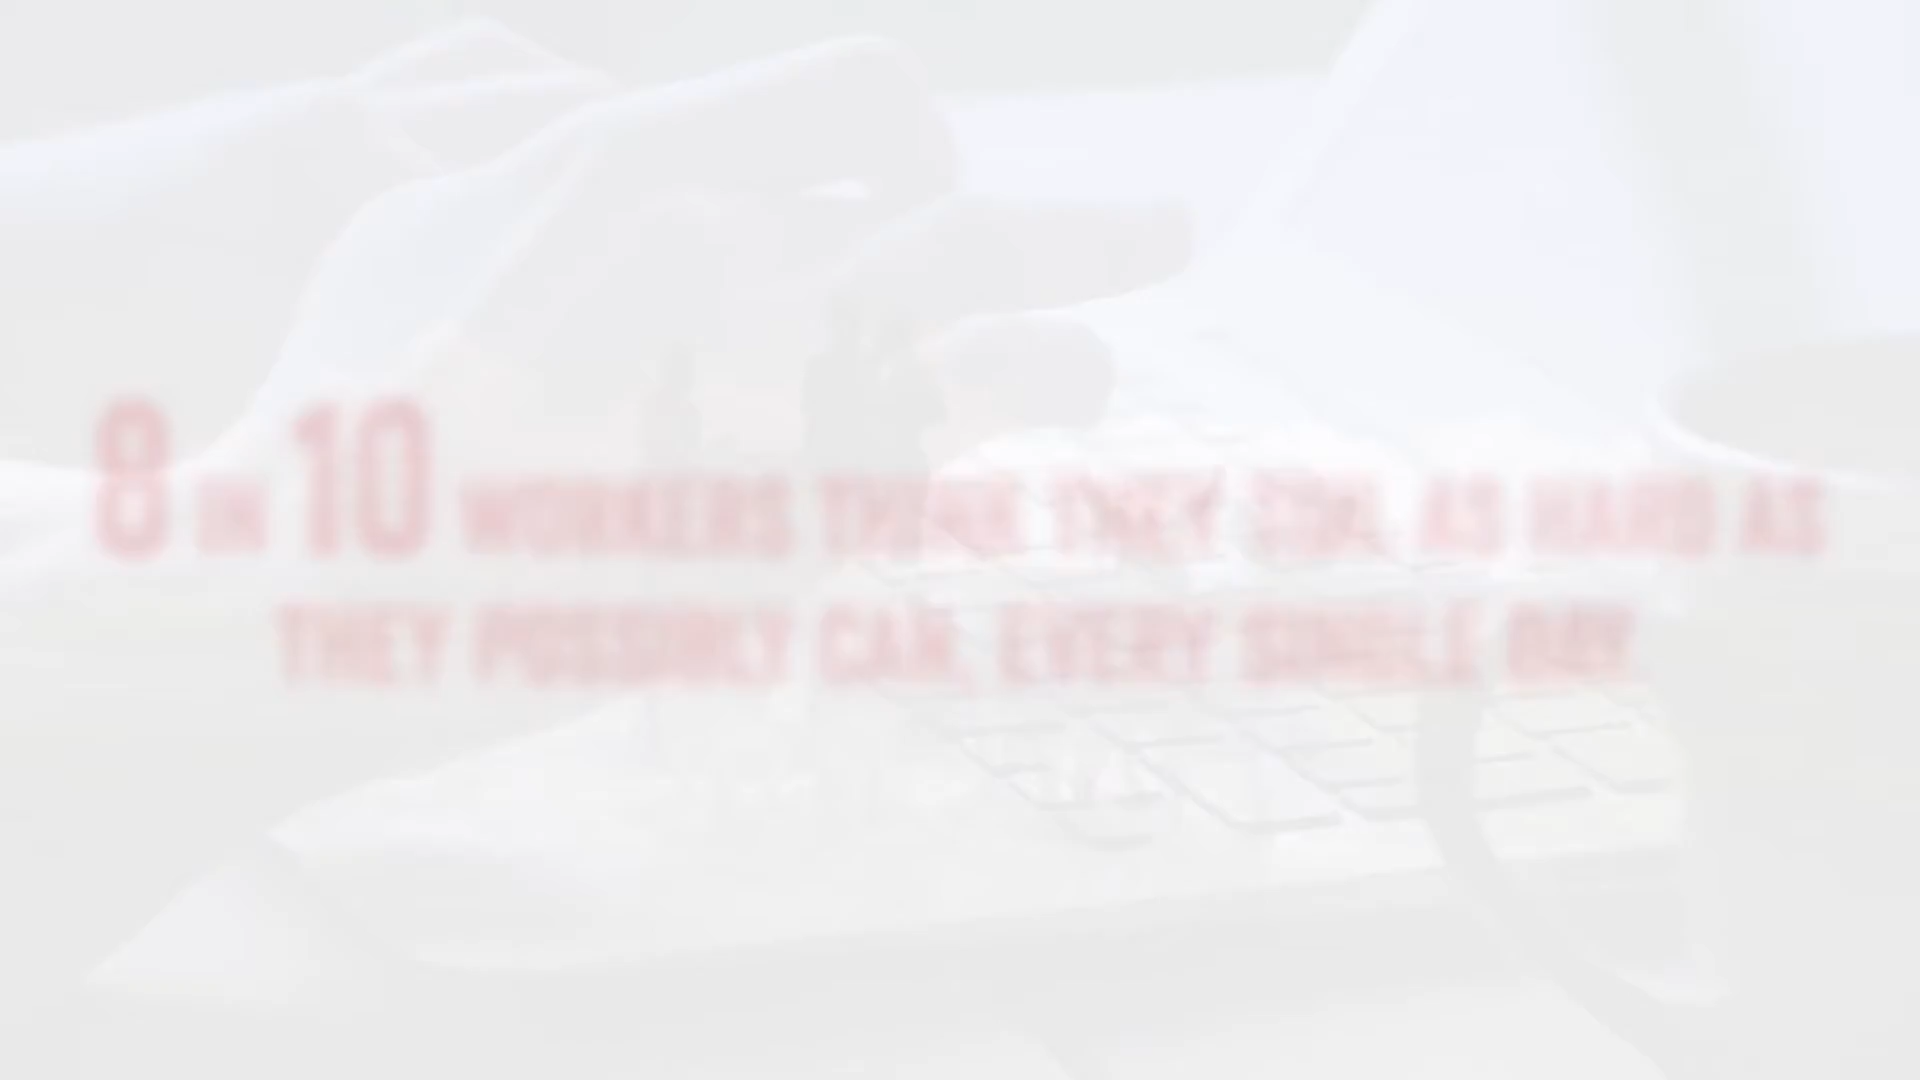 8 IN 10 WORKERS THINK THEY AS HARD AS
THEY POSSIBLY CAN, EVERY SINGLE DAY